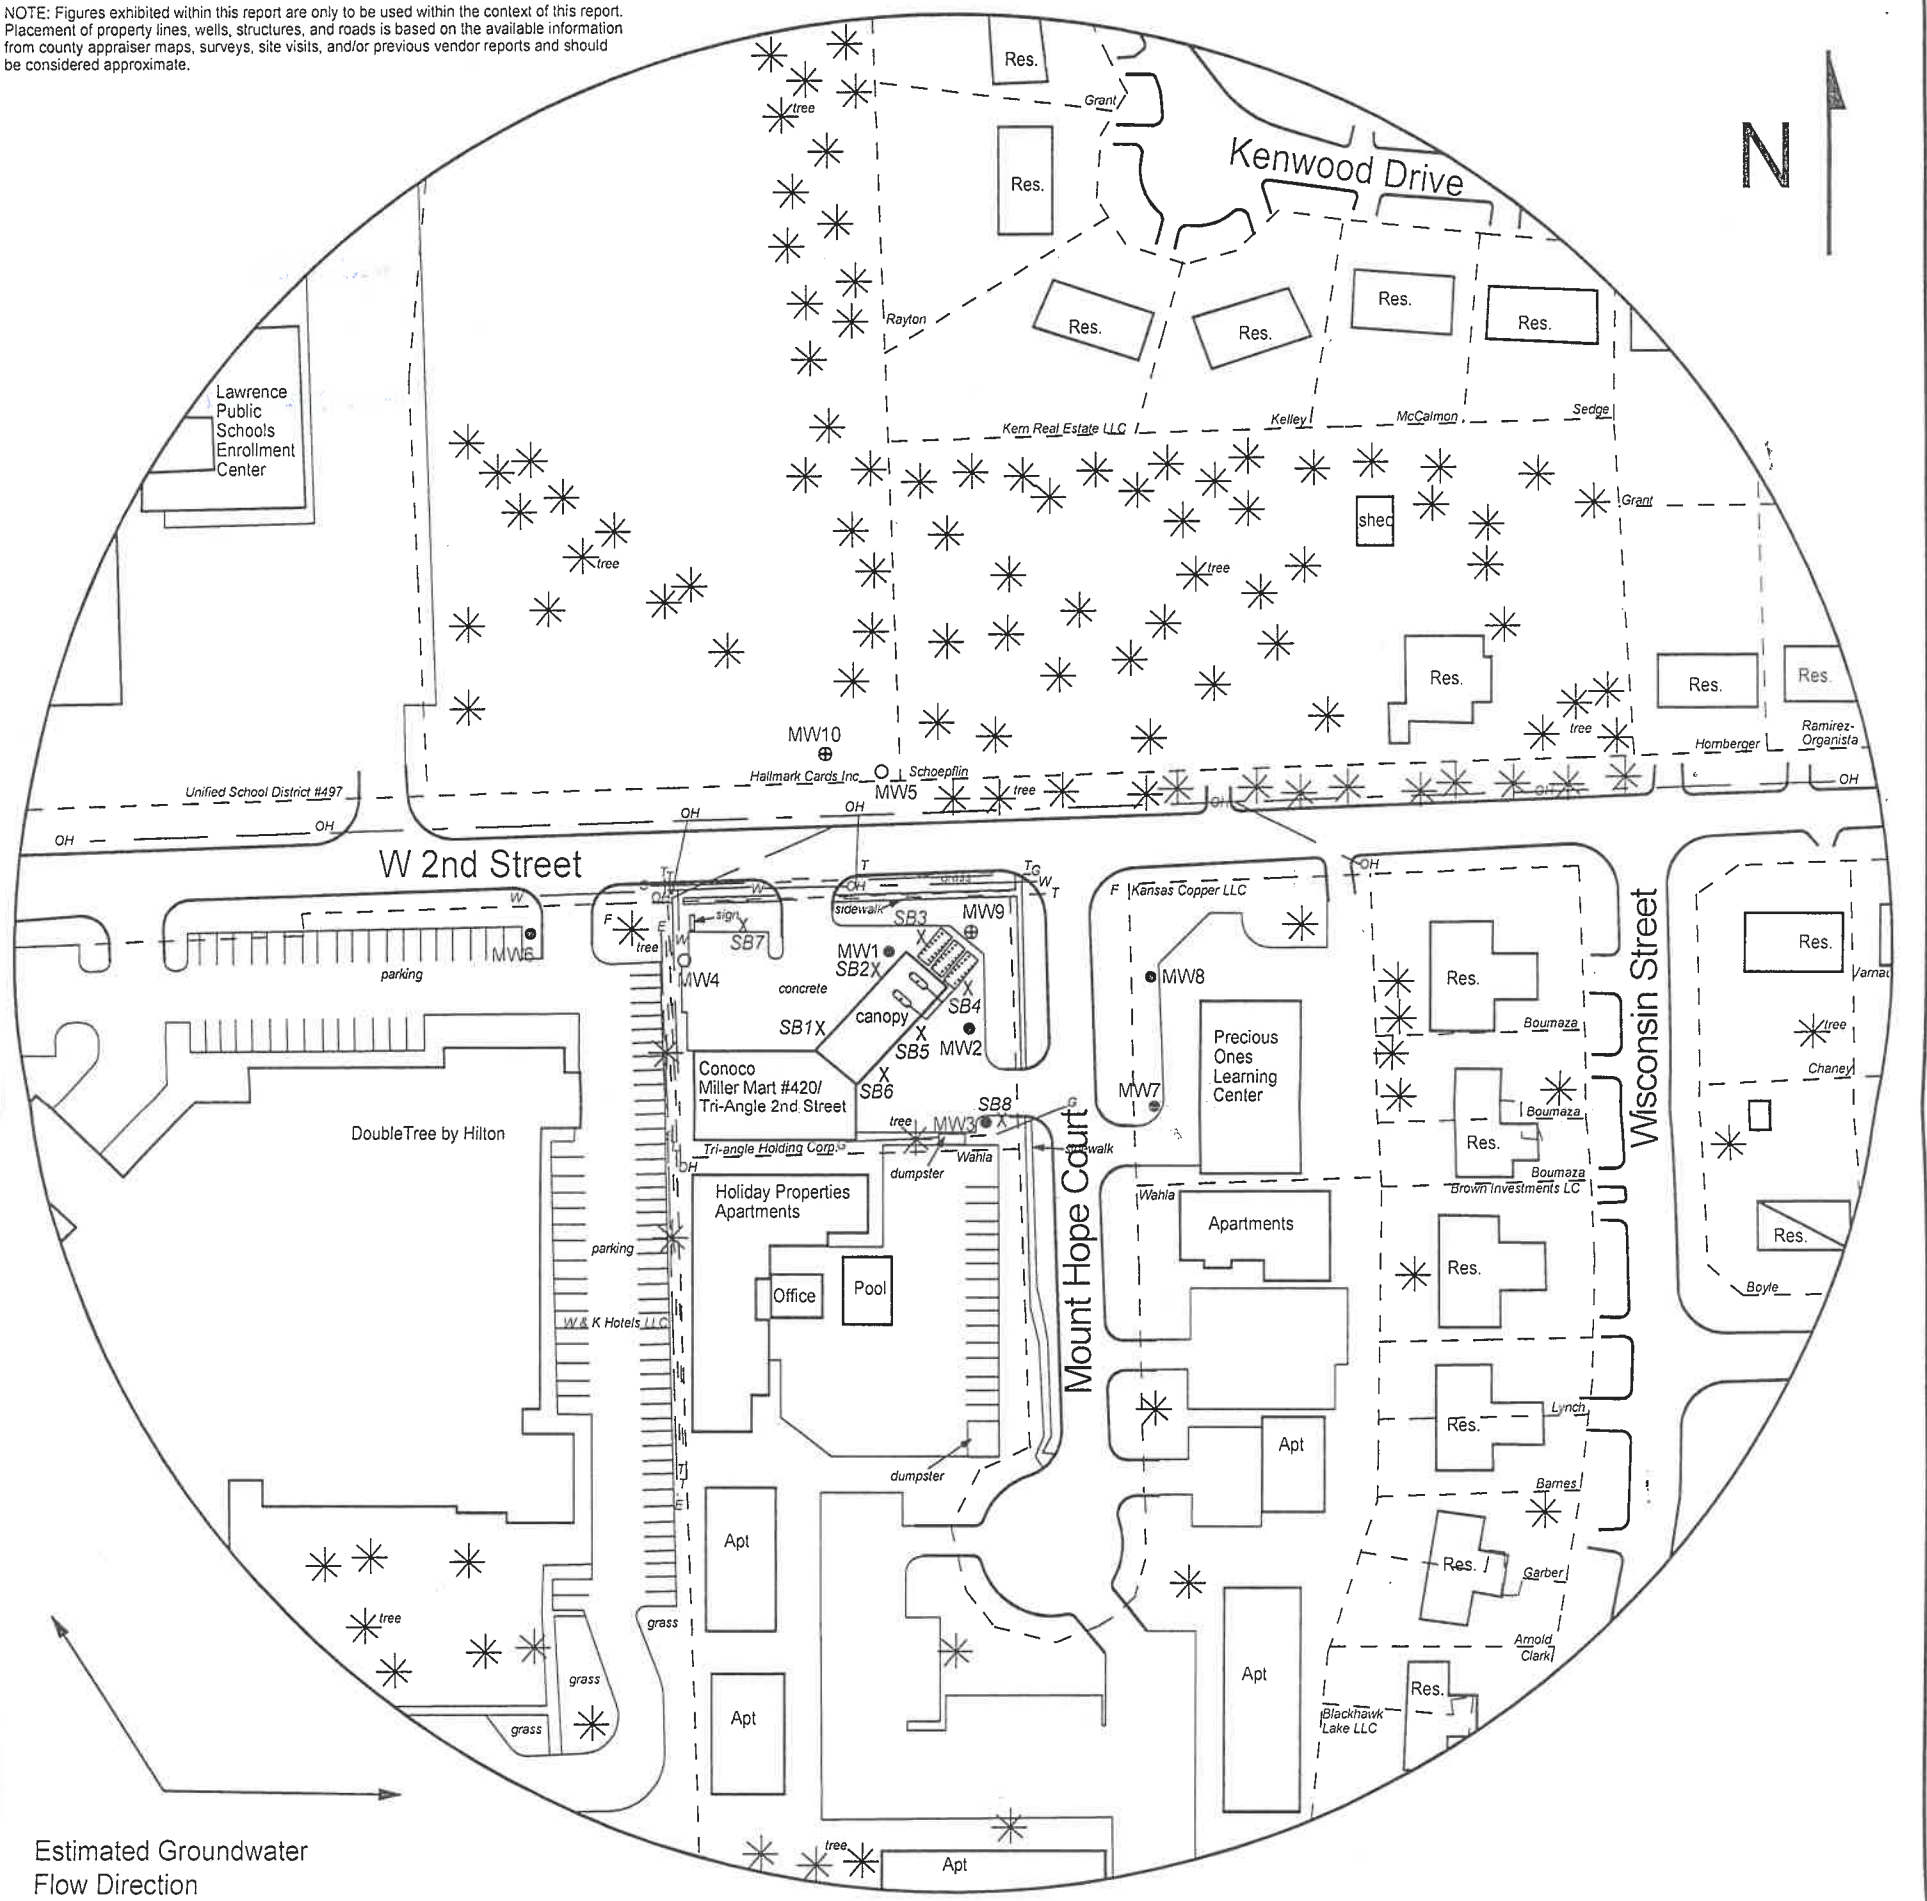 NOTE: Figures exhibited within this report are only to be used within the context of this report.
Placement of property lines, wells, structures, and roads is based on the available information
from county appraiser maps, surveys, site visits, and/or previous vendor reports and should
be considered approximate.
N
Res.
Grant
tree
Kenwood Drive
Res.
Rayton
Res.
Res.
Res.
Res.
Lawrence
Public
Schools
Enrollment
Center
Kern Real Estate LLC
Kelley
McCalmon
Sedge
Grant
shed
tree
tree
Res.
Res.
Res.
tree
MW10
Hallmark Cards Inc.
Schoepflin
MW5
tree
Hornberger
Ramirez-
Organista
Unified School District #497
OH
OH
OH
OH
OH
OH
OH
W 2nd Street
T
T
G
W
T
OH
OH
W
W
grass
F
Kansas Copper LLC
sidewalk
sign
SB7
SB3
MW9
F
tree
E
W
MW6
MW4
parking
concrete
MW1
SB2
SB4
canopy
SB1
SB5
MW2
SB6
MW8
Res.
Res.
Varnau
tree
Boumaza
Precious
Ones
Learning
Center
Conoco
Miller Mart #420/
Tri-Angle 2nd Street
Wisconsin Street
Chaney
MW7
SB8
MW3
tree
G
Boumaza
DoubleTree by Hilton
Tri-angle Holding Corp.
G
Wahla
sidewalk
dumpster
OH
Res.
Boumaza
Brown Investments LC
Wahla
Holiday Properties
Apartments
Mount Hope Court
Apartments
Res.
parking
Office
Pool
Res.
Boyle
W & K Hotels LLC
Lynch
Res.
Apt
dumpster
T
T
E
Barnes
Apt
Res.
Garber
tree
grass
Arnold
Clark
grass
Apt
Res.
Blackhawk
Lake LLC
grass
Apt
tree
Apt
Estimated Groundwater
Flow Direction